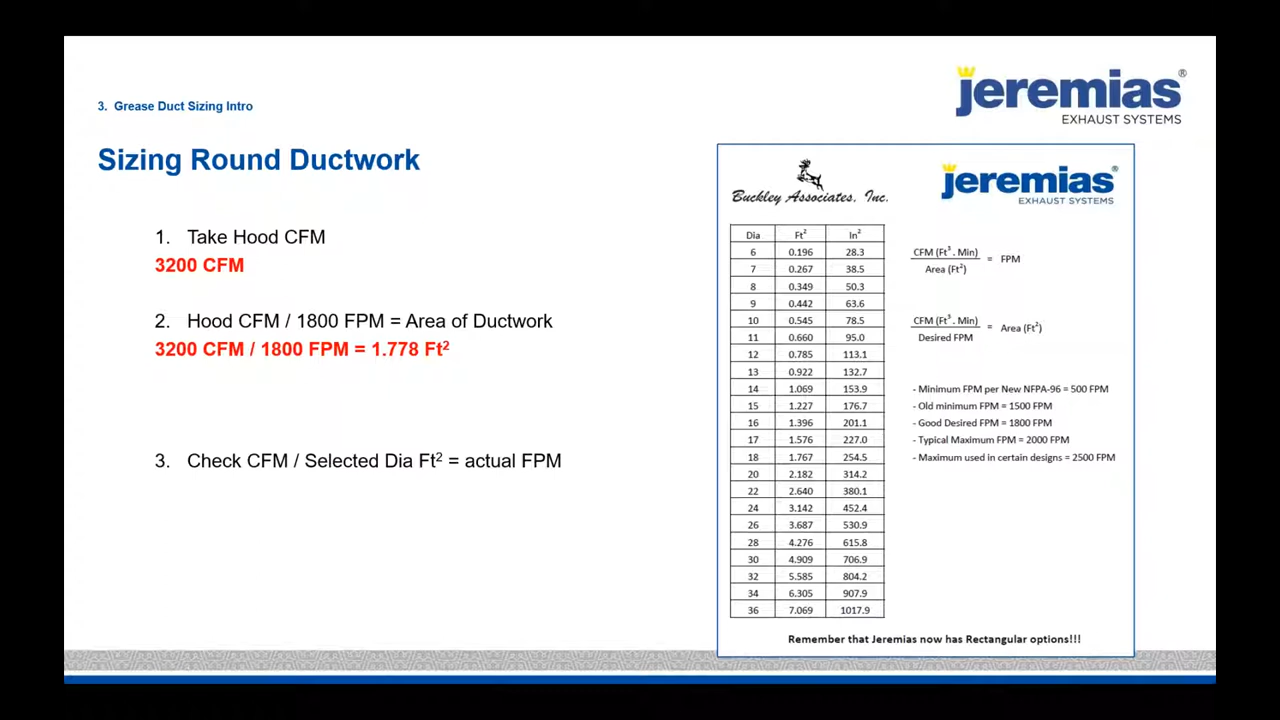 3. Grease Duct Sizing Intro
jeremias®
EXHAUST SYSTEMS
Sizing Round Ductwork
1. Take Hood CFM
3200 CFM
2. Hood CFM / 1800 FPM = Area of Ductwork
3200 CFM / 1800 FPM = 1.778 Ft²
3. Check CFM / Selected Dia Ft² = actual FPM
Buckley Associates, Inc.
jeremias®
EXHAUST SYSTEMS
Dia Ft² In²
6 0.196 28.3
7 0.267 38.5
8 0.349 50.3
9 0.442 63.6
10 0.545 78.5
11 0.660 95.0
12 0.785 113.1
13 0.922 132.7
14 1.069 153.9
15 1.227 176.7
16 1.396 201.1
17 1.576 227.0
18 1.767 254.5
20 2.182 314.2
22 2.640 380.1
24 3.142 452.4
26 3.687 530.9
28 4.276 615.8
30 4.909 706.9
32 5.585 804.2
34 6.305 907.9
36 7.069 1017.9
CFM (Ft³ . Min)
Area (Ft²)
= FPM
CFM (Ft³ . Min)
Desired FPM
= Area (Ft²)
- Minimum FPM per New NFPA-96 = 500 FPM
- Old minimum FPM = 1500 FPM
- Good Desired FPM = 1800 FPM
- Typical Maximum FPM = 2000 FPM
- Maximum used in certain designs = 2500 FPM
Remember that Jeremias now has Rectangular options!!!